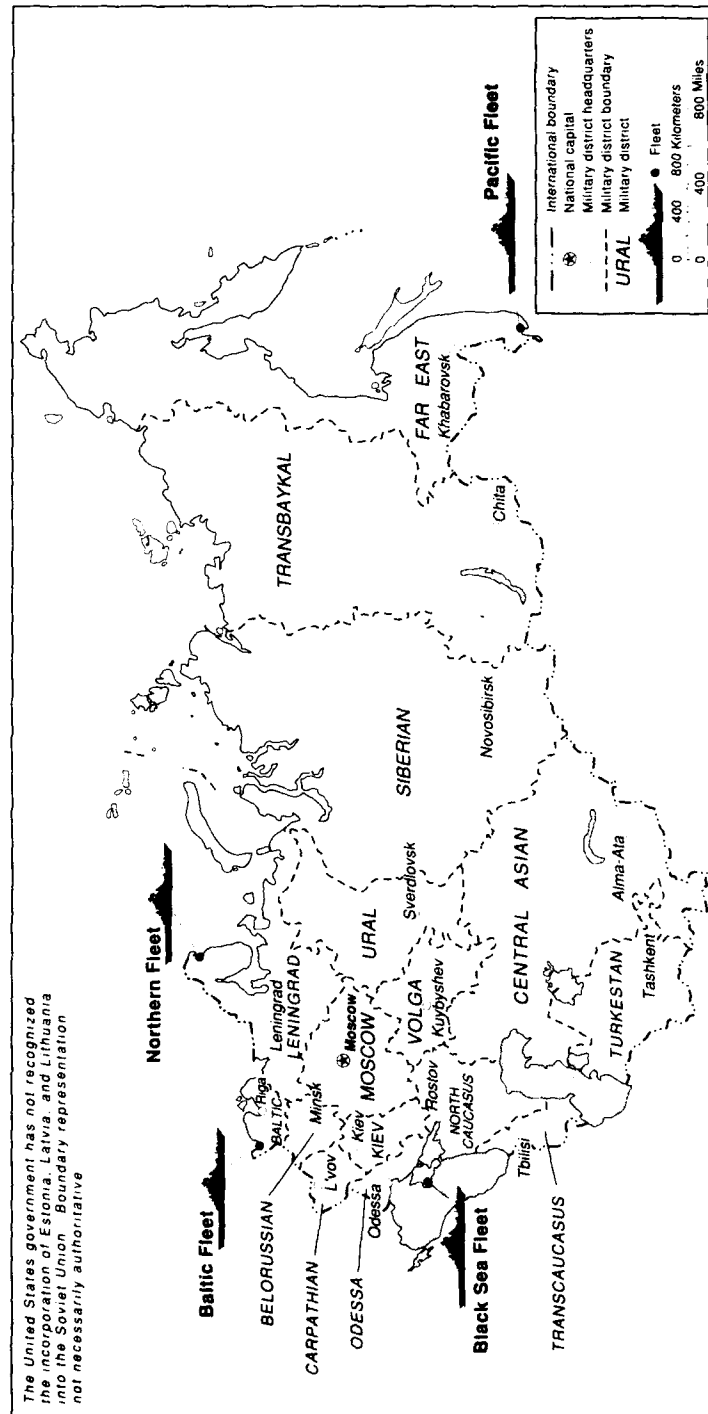 The United States government has not recognized
the incorporation of Estonia, Latvia, and Lithuania
into the Soviet Union. Boundary representation
not necessarily authoritative
Northern Fleet
Baltic Fleet
Pacific Fleet
Black Sea Fleet
BELORUSSIAN
CARPATHIAN
ODESSA
TRANSCAUCASUS
Riga
BALTIC
Leningrad
LENINGRAD
Minsk
Moscow
MOSCOW
L'vov
Kiev
KIEV
Odessa
URAL
Sverdlovsk
VOLGA
Kuybyshev
Rostov
NORTH
CAUCASUS
Tbilisi
SIBERIAN
Novosibirsk
CENTRAL ASIAN
Alma-Ata
TURKESTAN
Tashkent
TRANSBAYKAL
Chita
FAR EAST
Khabarovsk
International boundary
National capital
Military district headquarters
Military district boundary
URAL Military district
Fleet
0 400 800 Kilometers
0 400 800 Miles